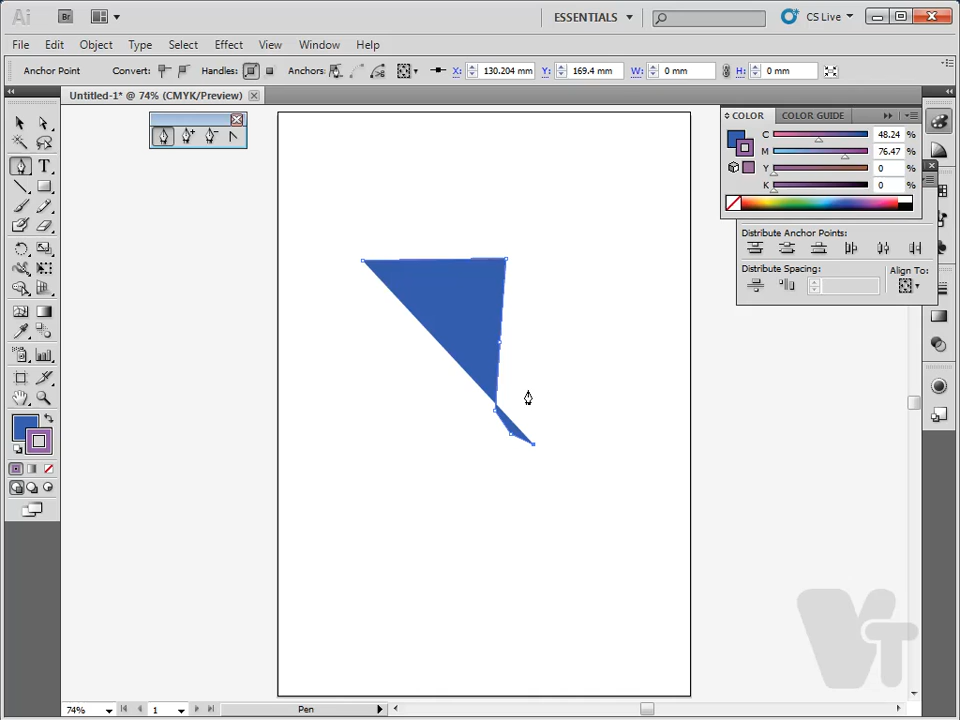 Ai Br ESSENTIALS CS Live
File Edit Object Type Select Effect View Window Help
Anchor Point Convert: Handles: Anchors: X: 130.204 mm Y: 169.4 mm W: 0 mm H: 0 mm
Untitled-1* @ 74% (CMYK/Preview)
COLOR COLOR GUIDE
C 48.24 %
M 76.47 %
Y 0 %
K 0 %
T
Distribute Anchor Points:
Distribute Spacing: Align To:
VT
74% 1 Pen